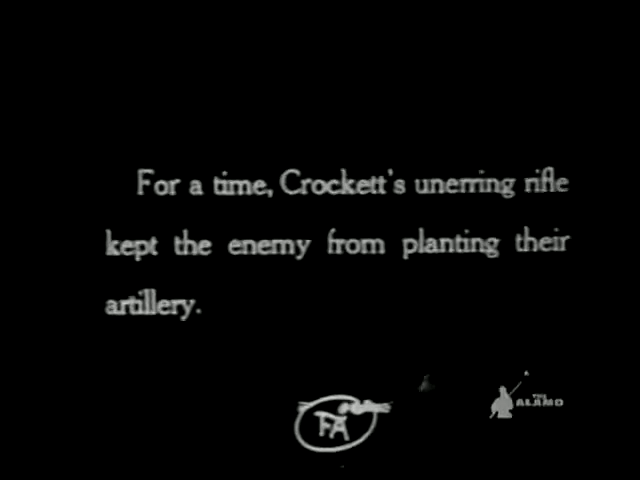 For a time, Crockett's unerring rifle
kept the enemy from planting their
artillery.
FA
THE
ALAMO